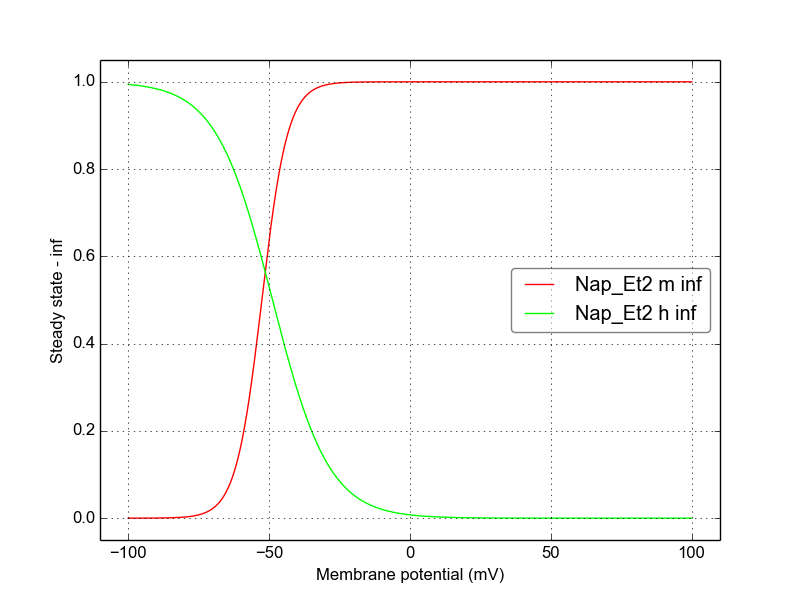 1.0
0.8
0.6
0.4
0.2
0.0
Steady state - inf
Nap_Et2 m inf
Nap_Et2 h inf
−100
−50
0
50
100
Membrane potential (mV)